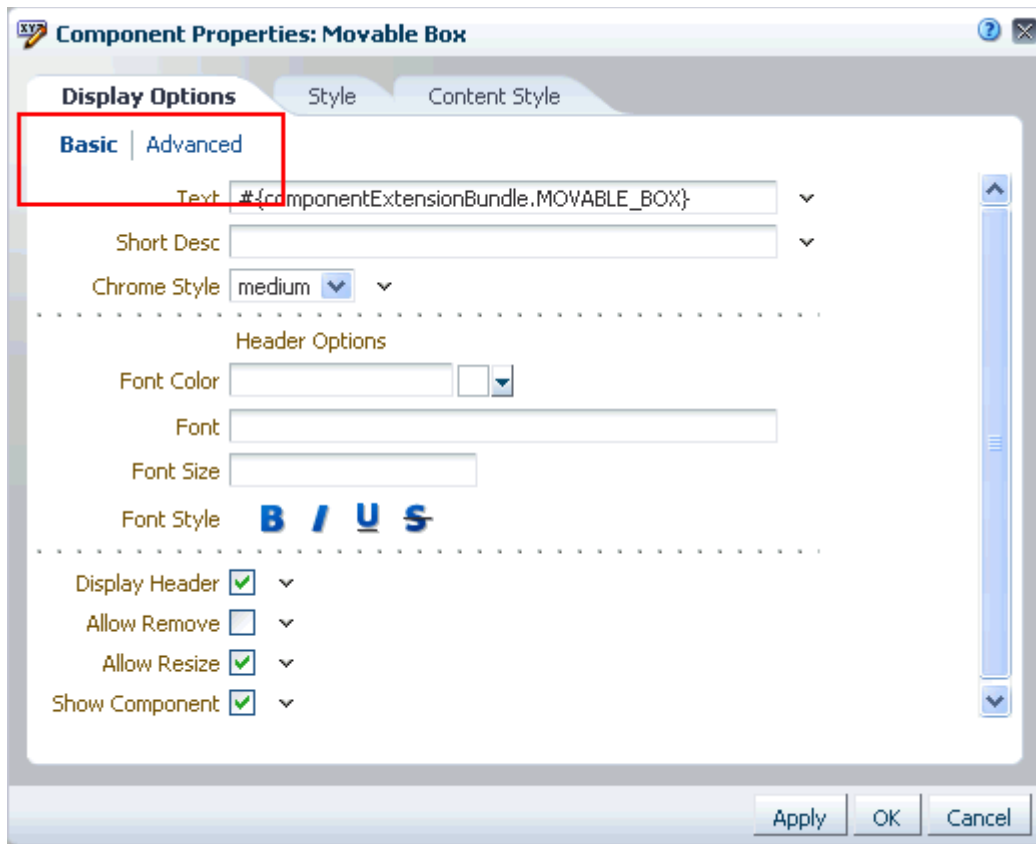 Component Properties: Movable Box
Display Options Style Content Style
Basic | Advanced
Text #{componentExtensionBundle.MOVABLE_BOX}
Short Desc
Chrome Style medium
Header Options
Font Color
Font
Font Size
Font Style B I U S
Display Header
Allow Remove
Allow Resize
Show Component
Apply OK Cancel